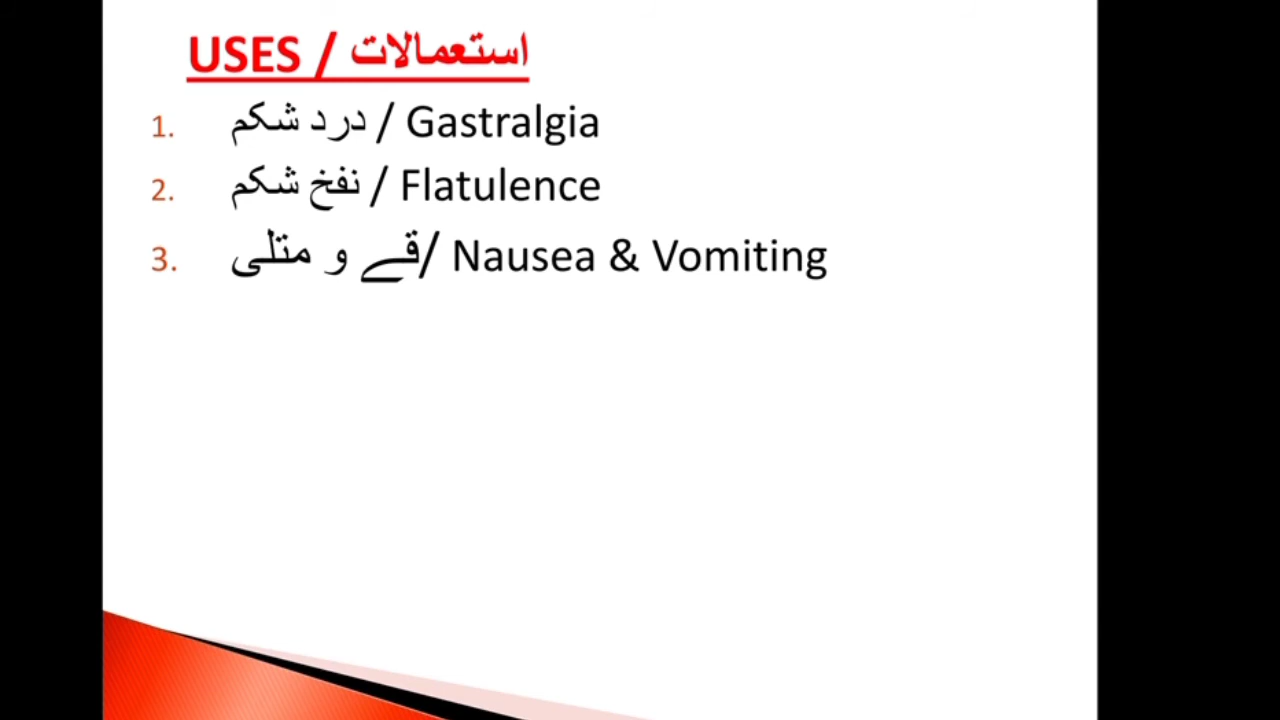 USES / استعمالات
1. درد شکم / Gastralgia
2. نفخ شکم / Flatulence
3. قے و متلی/ Nausea & Vomiting